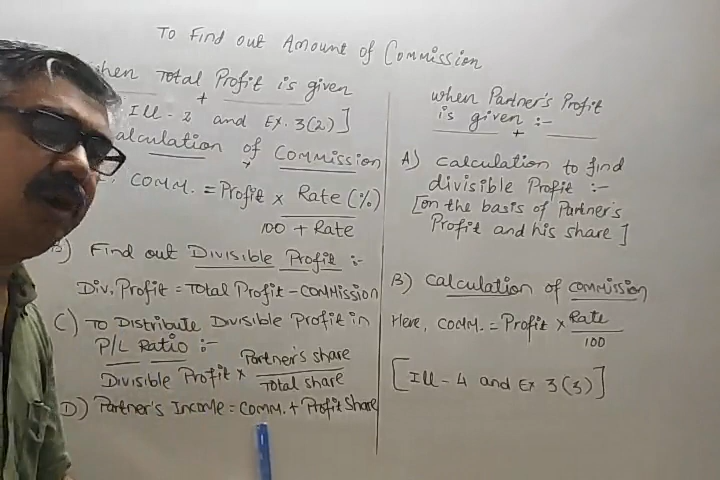 To Find out Amount of Commission
when Total Profit is given
+
Ill-2 and Ex. 3(2)]
Calculation of Commission
Comm. = Profit x Rate (%)
100 + Rate
B) Find out Divisible Profit :-
Div. Profit = Total Profit - Commission
C) To Distribute Divisible Profit in
P/L Ratio :-
Divisible Profit x Partner's share
Total share
D) Partner's Income = Comm. + Profit Share
when Partner's Profit
is given :-
+
A) Calculation to find
divisible Profit :-
[on the basis of Partner's
Profit and his share]
B) Calculation of commission
Here, Comm. = Profit x Rate
100
[Ill-4 and Ex 3(3)]